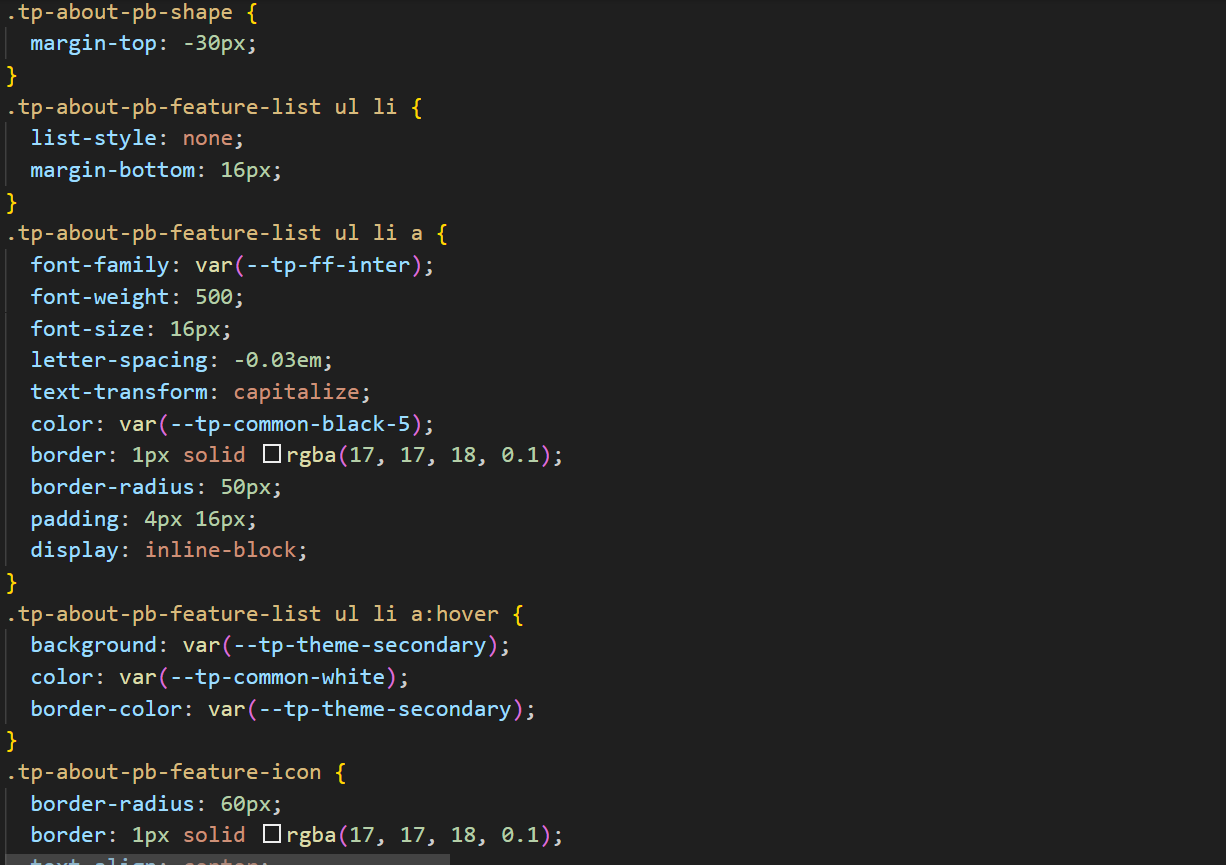 .tp-about-pb-shape {
  margin-top: -30px;
}
.tp-about-pb-feature-list ul li {
  list-style: none;
  margin-bottom: 16px;
}
.tp-about-pb-feature-list ul li a {
  font-family: var(--tp-ff-inter);
  font-weight: 500;
  font-size: 16px;
  letter-spacing: -0.03em;
  text-transform: capitalize;
  color: var(--tp-common-black-5);
  border: 1px solid rgba(17, 17, 18, 0.1);
  border-radius: 50px;
  padding: 4px 16px;
  display: inline-block;
}
.tp-about-pb-feature-list ul li a:hover {
  background: var(--tp-theme-secondary);
  color: var(--tp-common-white);
  border-color: var(--tp-theme-secondary);
}
.tp-about-pb-feature-icon {
  border-radius: 60px;
  border: 1px solid rgba(17, 17, 18, 0.1);
  text-align: center;